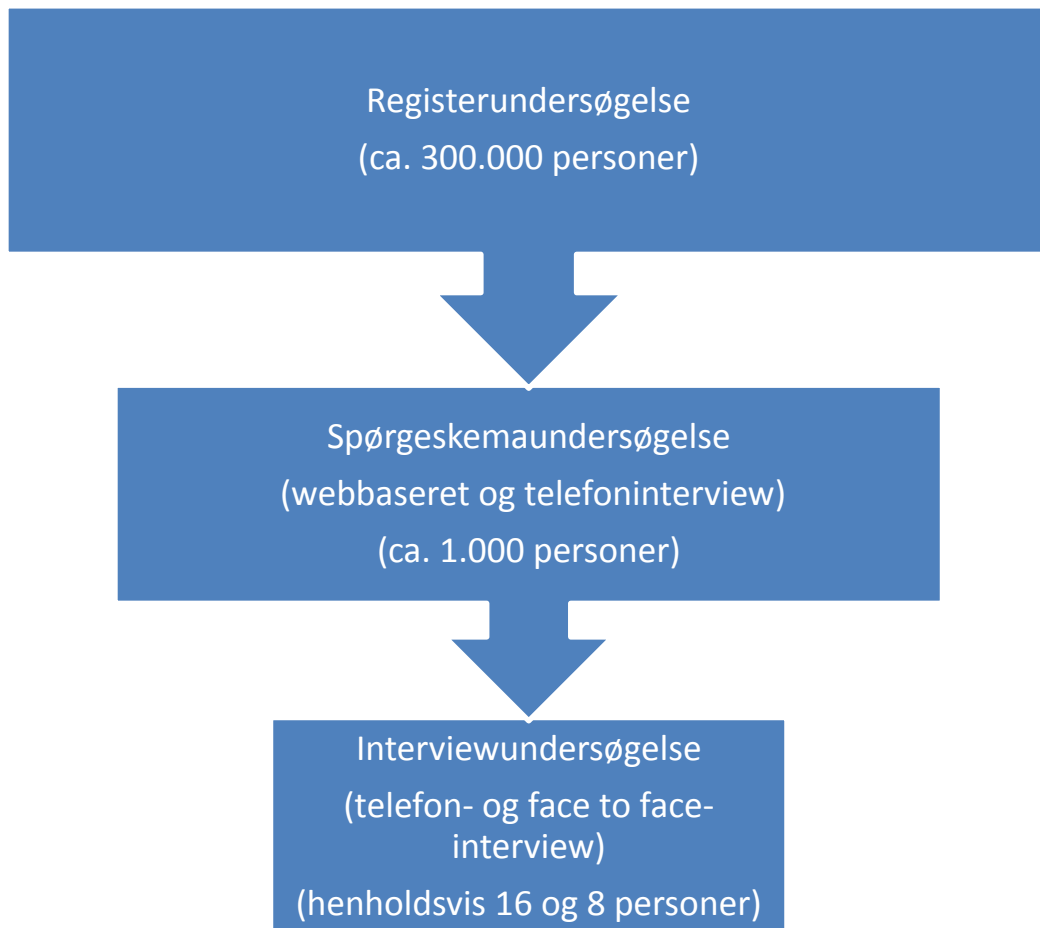 Registerundersøgelse
(ca. 300.000 personer)
Spørgeskemaundersøgelse
(webbaseret og telefoninterview)
(ca. 1.000 personer)
Interviewundersøgelse
(telefon- og face to face-
interview)
(henholdsvis 16 og 8 personer)